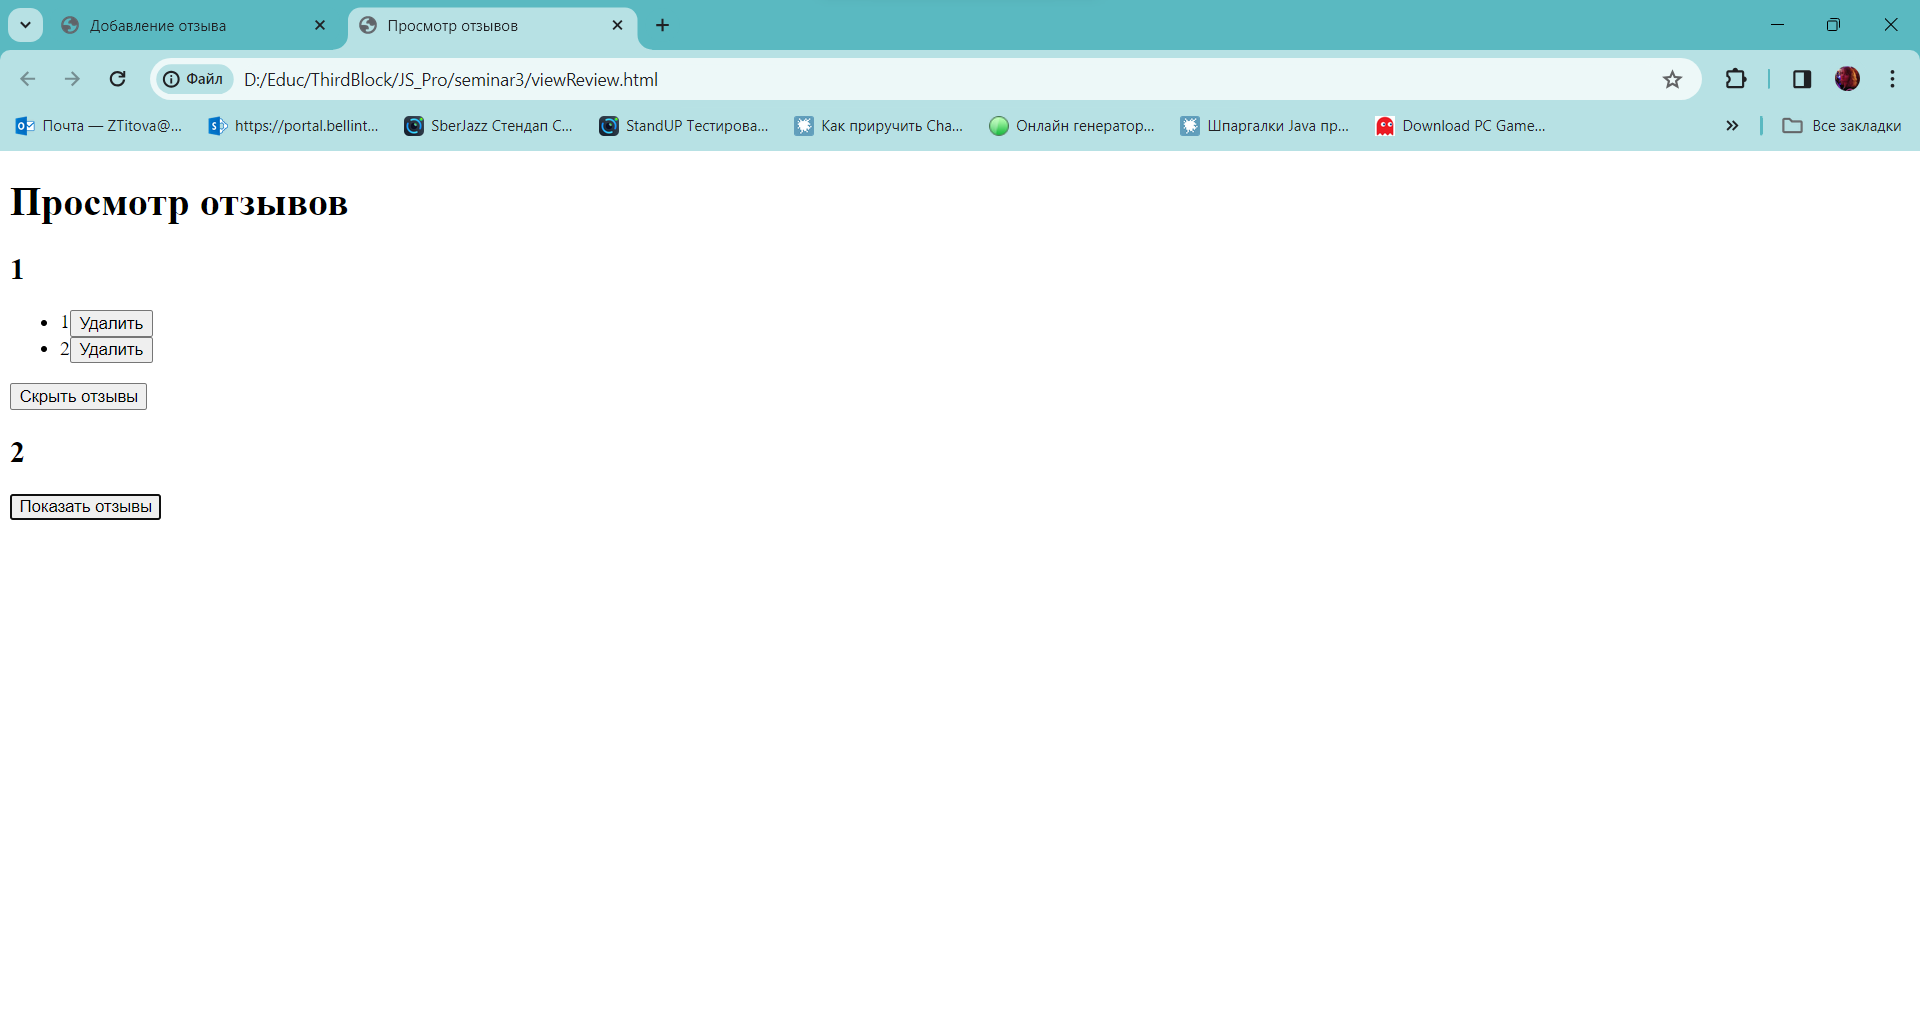 Добавление отзыва
Просмотр отзывов
Файл D:/Educ/ThirdBlock/JS_Pro/seminar3/viewReview.html
Почта — ZTitova@... https://portal.bellint... SberJazz Стендап С... StandUP Тестирова... Как приручить Cha... Онлайн генератор... Шпаргалки Java пр... Download PC Game... Все закладки
Просмотр отзывов
1
1 Удалить
2 Удалить
Скрыть отзывы
2
Показать отзывы